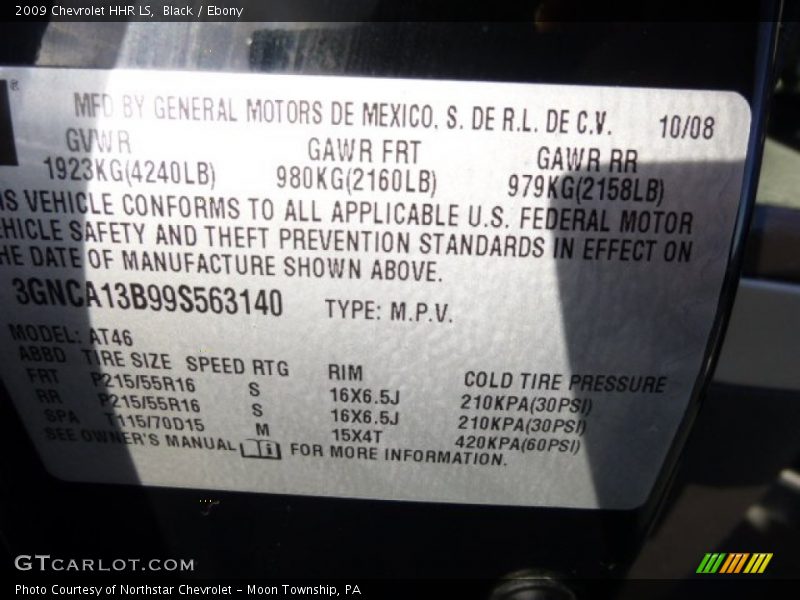 2009 Chevrolet HHR LS, Black / Ebony
®
MFD BY GENERAL MOTORS DE MEXICO, S. DE R.L. DE C.V. 10/08
GVWR GAWR FRT GAWR RR
1923KG(4240LB) 980KG(2160LB) 979KG(2158LB)
IS VEHICLE CONFORMS TO ALL APPLICABLE U.S. FEDERAL MOTOR
EHICLE SAFETY AND THEFT PREVENTION STANDARDS IN EFFECT ON
HE DATE OF MANUFACTURE SHOWN ABOVE.
3GNCA13B99S563140 TYPE: M.P.V.
MODEL: AT46
ABBD TIRE SIZE SPEED RTG RIM COLD TIRE PRESSURE
FRT P215/55R16 S 16X6.5J 210KPA(30PSI)
RR P215/55R16 S 16X6.5J 210KPA(30PSI)
SPA T115/70D15 M 15X4T 420KPA(60PSI)
SEE OWNER'S MANUAL i FOR MORE INFORMATION.
GTCARLOT.COM
Photo Courtesy of Northstar Chevrolet - Moon Township, PA